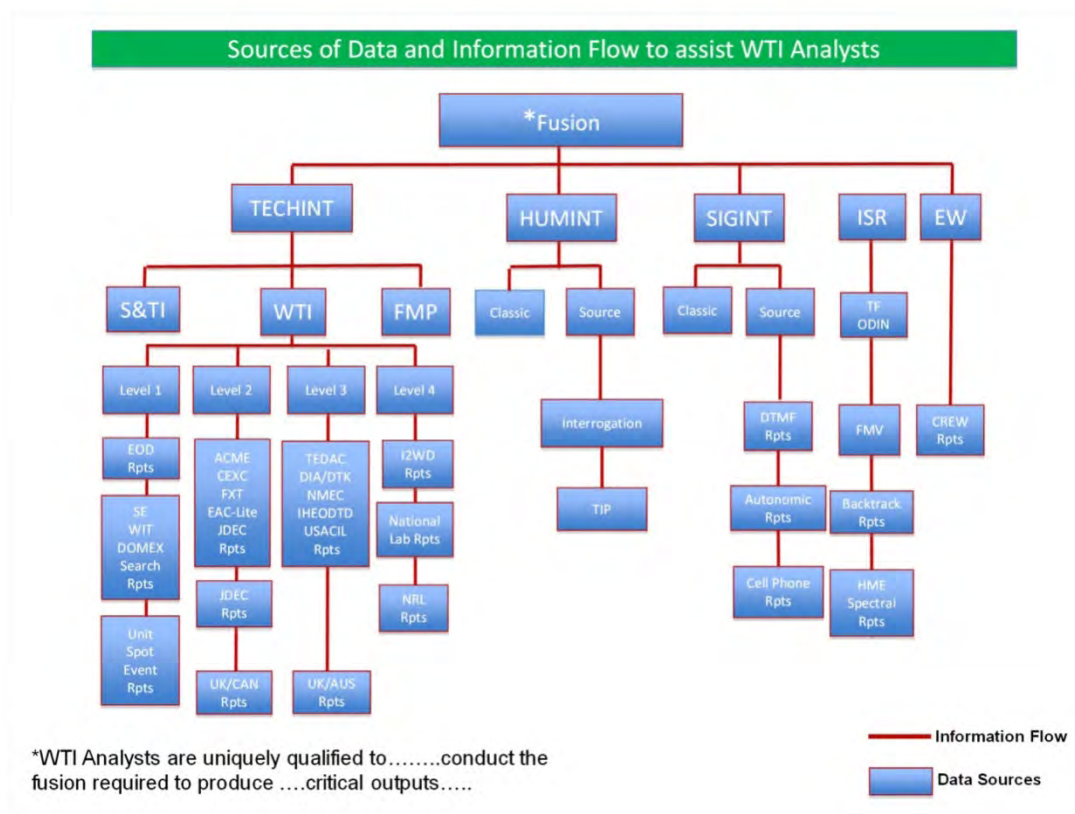 Sources of Data and Information Flow to assist WTI Analysts
*Fusion
TECHINT
HUMINT
SIGINT
ISR
EW
S&TI
WTI
FMP
Classic
Source
Classic
Source
TF
ODIN
Level 1
Level 2
Level 3
Level 4
Interrogation
DTMF
Rpts
FMV
CREW
Rpts
EOD
Rpts
ACME
CEXC
FXT
EAC-Lite
JDEC
Rpts
TEDAC
DIA/DTK
NMEC
IHEODTD
USACIL
Rpts
I2WD
Rpts
SE
WIT
DOMEX
Search
Rpts
National
Lab Rpts
TIP
Autonomic
Rpts
Backtrack
Rpts
JDEC
Rpts
NRL
Rpts
Cell Phone
Rpts
HME
Spectral
Rpts
Unit
Spot
Event
Rpts
UK/CAN
Rpts
UK/AUS
Rpts
*WTI Analysts are uniquely qualified to........conduct the
fusion required to produce ....critical outputs.....
Information Flow
Data Sources